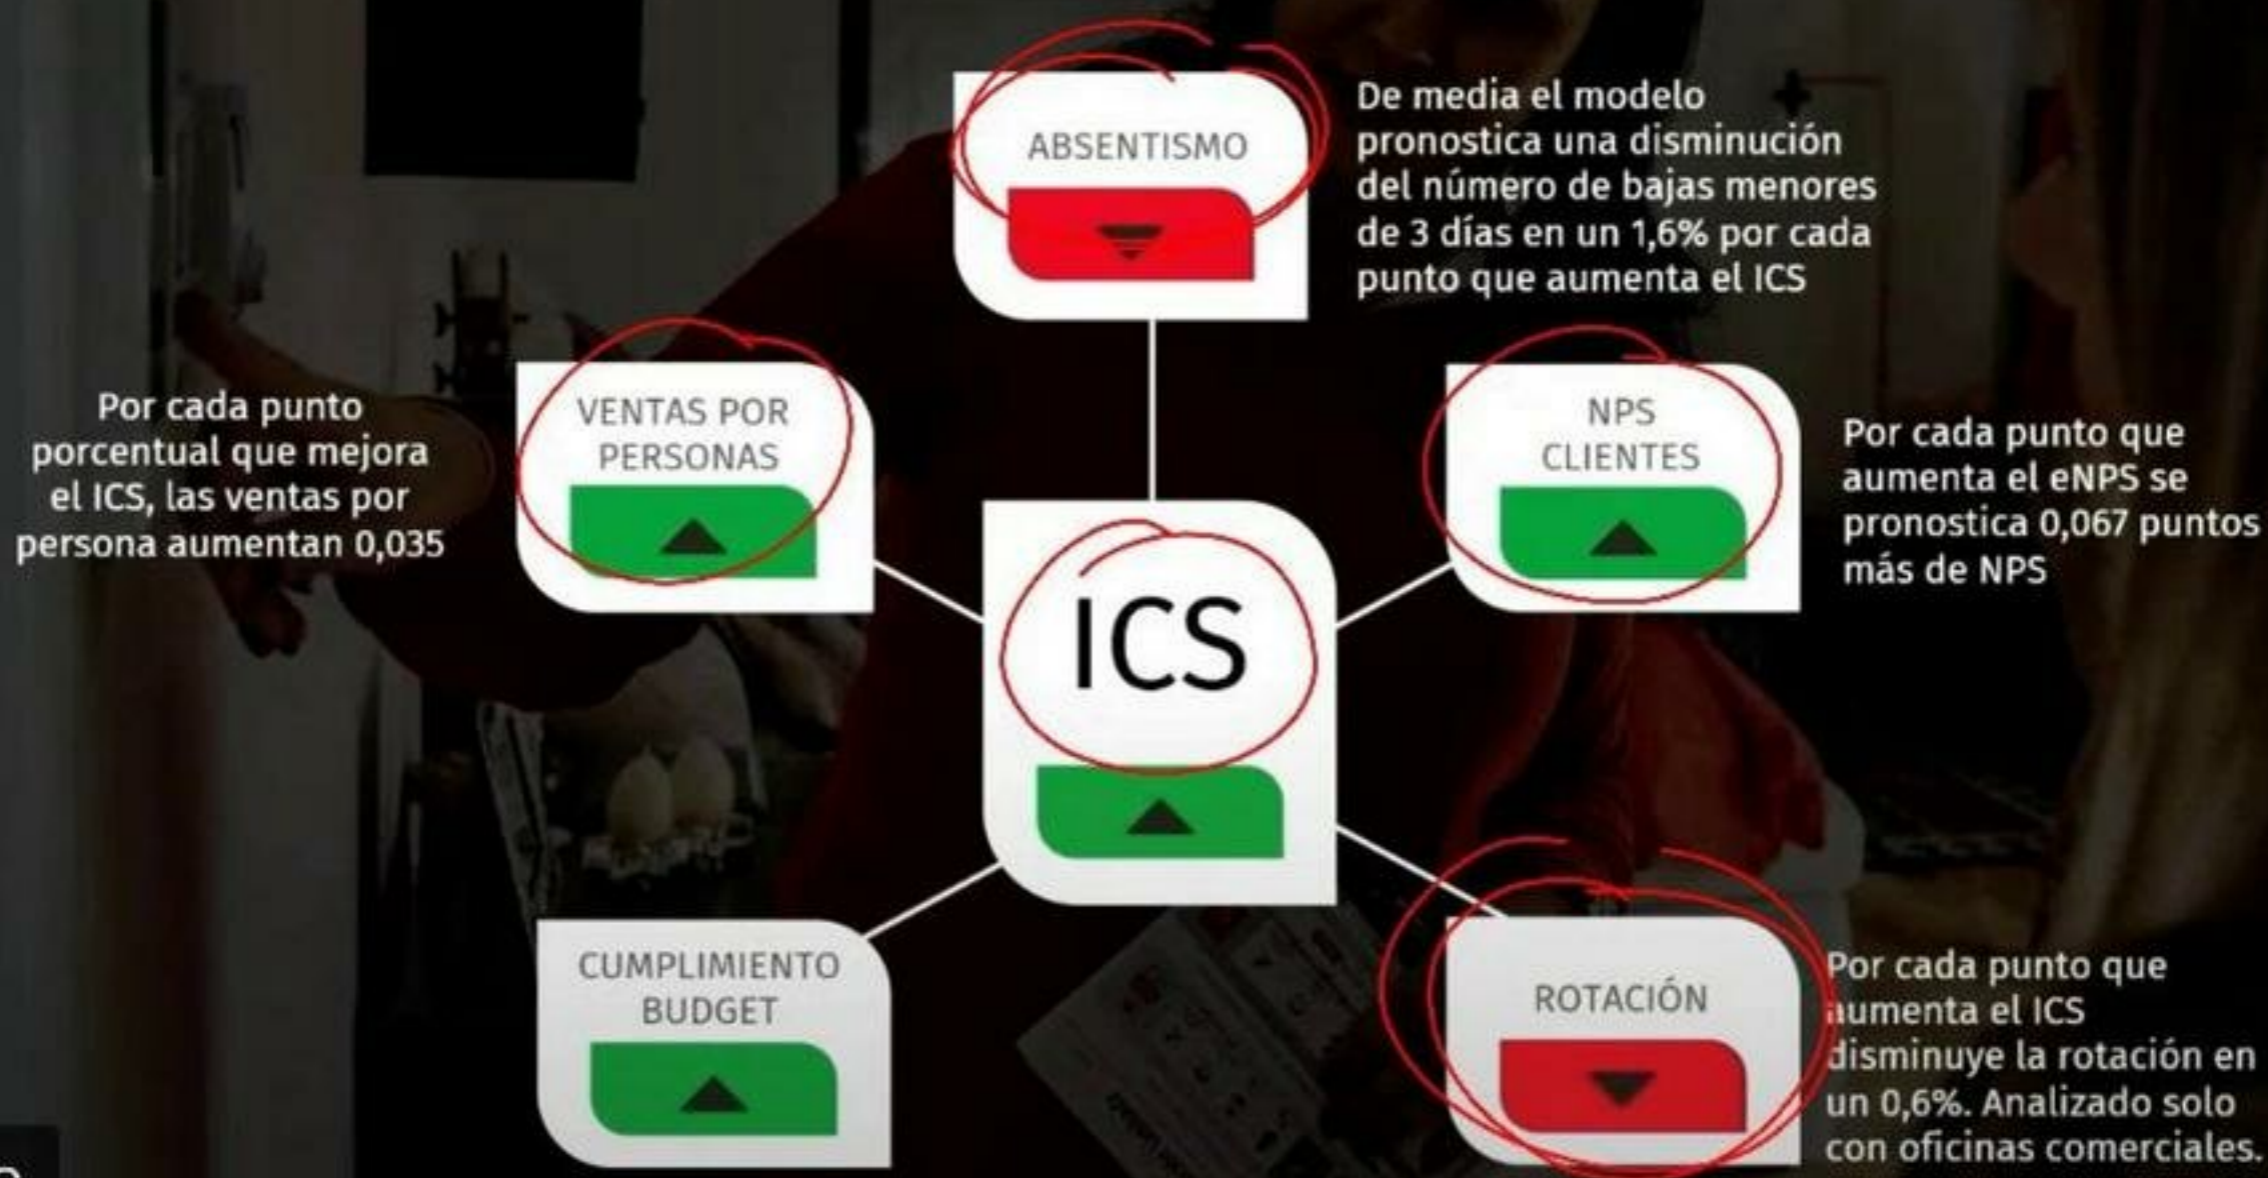 ABSENTISMO
De media el modelo
pronostica una disminución
del número de bajas menores
de 3 días en un 1,6% por cada
punto que aumenta el ICS
Por cada punto
porcentual que mejora
el ICS, las ventas por
persona aumentan 0,035
VENTAS POR
PERSONAS
NPS
CLIENTES
Por cada punto que
aumenta el eNPS se
pronostica 0,067 puntos
más de NPS
ICS
CUMPLIMIENTO
BUDGET
ROTACIÓN
Por cada punto que
aumenta el ICS
disminuye la rotación en
un 0,6%. Analizado solo
con oficinas comerciales.